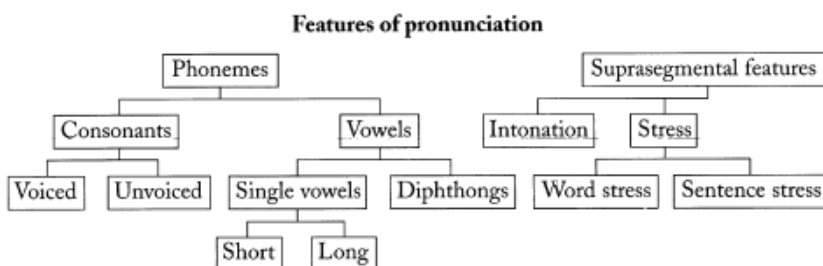 Features of pronunciation
Phonemes Suprasegmental features
Consonants Vowels Intonation Stress
Voiced Unvoiced Single vowels Diphthongs Word stress Sentence stress
Short Long